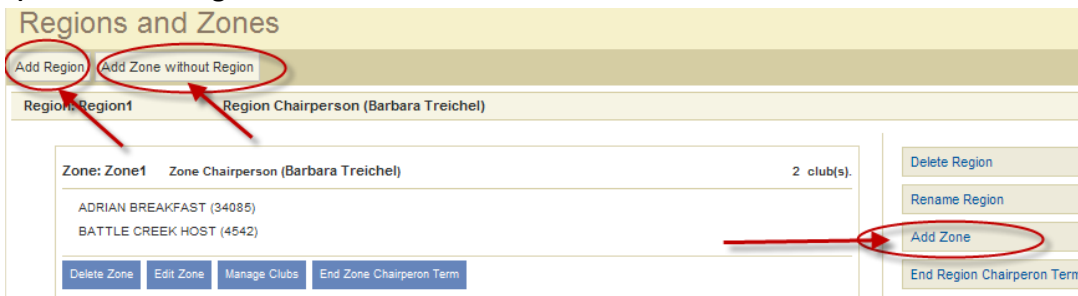 Regions and Zones
Add Region Add Zone without Region
Region: Region1 Region Chairperson (Barbara Treichel)
Zone: Zone1 Zone Chairperson (Barbara Treichel) 2 club(s).
ADRIAN BREAKFAST (34085)
BATTLE CREEK HOST (4542)
Delete Zone Edit Zone Manage Clubs End Zone Chairperon Term
Delete Region
Rename Region
Add Zone
End Region Chairperon Term